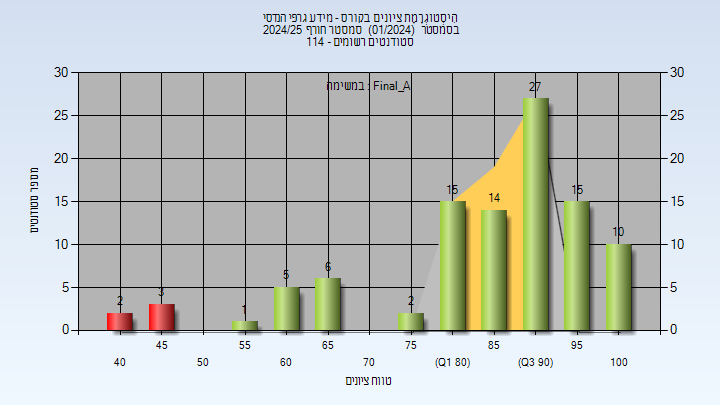 היסטוגרמת ציונים בקורס - מידע גרפי הנדסי
בסמסטר (01/2024) סמסטר חורף 2024/25
סטודנטים רשומים - 114
במשימה : Final_A
מספר סטודנטים
30 25 20 15 10 5 0
30 25 20 15 10 5 0
2 3 1 5 6 2 15 14 27 15 10
45 55 65 75 85 95
40 50 60 70 (Q1 80) (Q3 90) 100
טווח ציונים